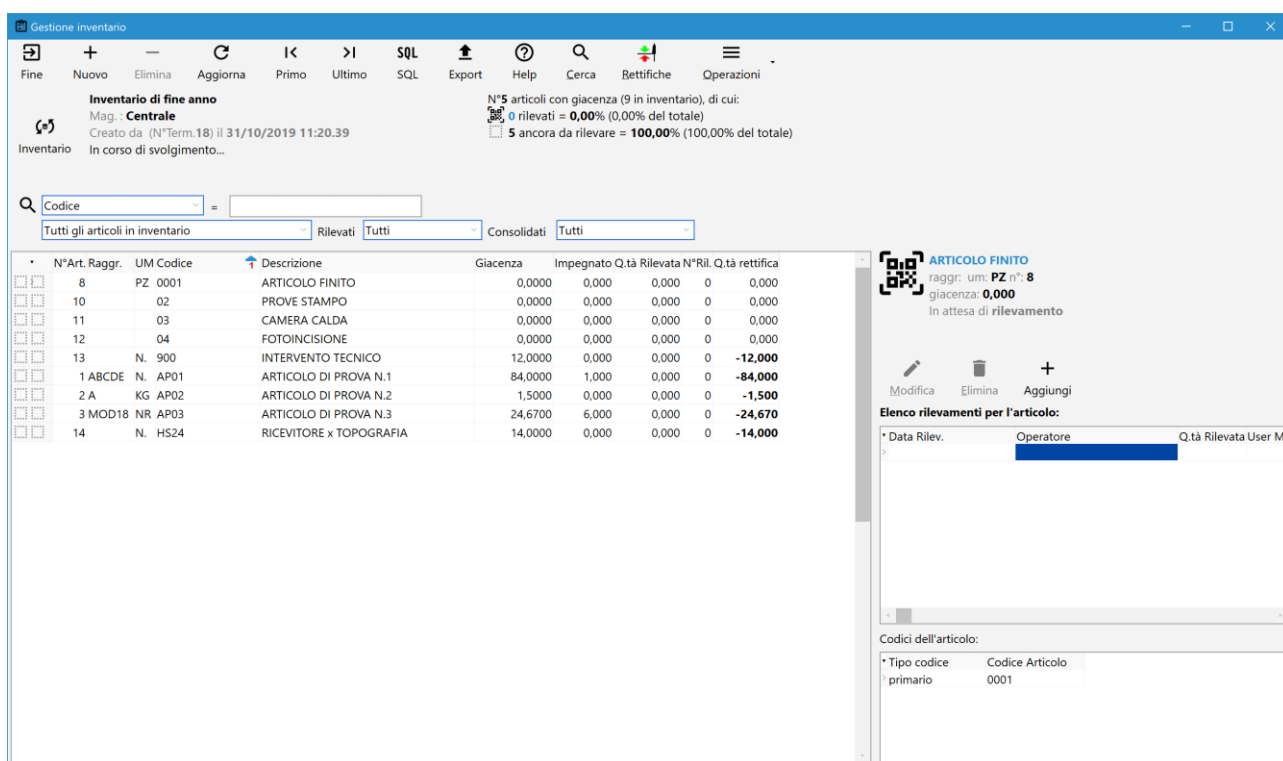 Gestione inventario
Fine Nuovo Elimina Aggiorna Primo Ultimo SQL SQL Export Help Cerca Rettifiche Operazioni
Inventario
Inventario di fine anno
Mag. : Centrale
Creato da (N°Term.18) il 31/10/2019 11:20.39
In corso di svolgimento...
N°5 articoli con giacenza (9 in inventario), di cui:
0 rilevati = 0,00% (0,00% del totale)
5 ancora da rilevare = 100,00% (100,00% del totale)
Codice =
Tutti gli articoli in inventario Rilevati Tutti Consolidati Tutti
N°Art. Raggr. UM Codice 1 Descrizione Giacenza Impegnato Q.tà Rilevata N°Ril. Q.tà rettifica
8 PZ 0001 ARTICOLO FINITO 0,0000 0,000 0,000 0 0,000
10 02 PROVE STAMPO 0,0000 0,000 0,000 0 0,000
11 03 CAMERA CALDA 0,0000 0,000 0,000 0 0,000
12 04 FOTOINCISIONE 0,0000 0,000 0,000 0 0,000
13 N. 900 INTERVENTO TECNICO 12,0000 0,000 0,000 0 -12,000
1 ABCDE N. AP01 ARTICOLO DI PROVA N.1 84,0000 1,000 0,000 0 -84,000
2 A KG AP02 ARTICOLO DI PROVA N.2 1,5000 0,000 0,000 0 -1,500
3 MOD18 NR AP03 ARTICOLO DI PROVA N.3 24,6700 6,000 0,000 0 -24,670
14 N. HS24 RICEVITORE x TOPOGRAFIA 14,0000 0,000 0,000 0 -14,000
ARTICOLO FINITO
raggr: um: PZ n°: 8
giacenza: 0,000
In attesa di rilevamento
Modifica Elimina Aggiungi
Elenco rilevamenti per l'articolo:
Data Rilev. Operatore Q.tà Rilevata User M
Codici dell'articolo:
Tipo codice Codice Articolo
primario 0001